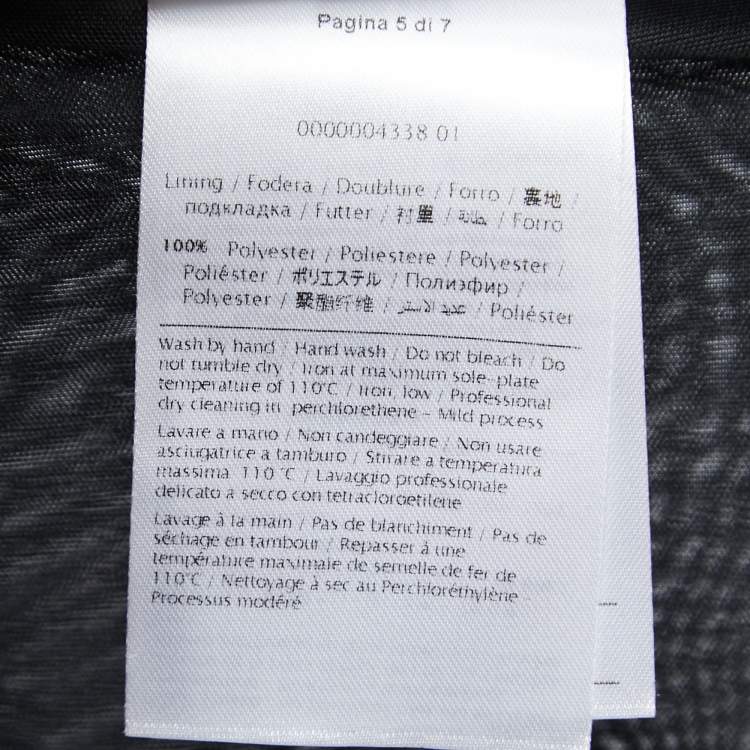 Pagina 5 di 7
0000004338 01
Lining / Fodera / Doublure / Forro / 裏地 /
подкладка / Futter / 衬里 / بطانة / Forro
100% Polyester / Poliestere / Polyester /
Poliéster / ポリエステル / Полиэфир /
Polyester / 聚酯纤维 / / Poliéster
Wash by hand / Hand wash / Do not bleach / Do
not tumble dry / Iron at maximum sole-plate
temperature of 110°C / Iron, low / Professional
dry cleaning in perchlorethene - Mild process
Lavare a mano / Non candeggiare / Non usare
asciugatrice a tamburo / Stirare a temperatura
massima 110 °C / Lavaggio professionale
delicato a secco con tetracloroetilene
Lavage à la main / Pas de blanchiment / Pas de
séchage en tambour / Repasser à une
température maximale de semelle de fer de
110°C / Nettoyage à sec au Perchloréthylène -
Processus modéré